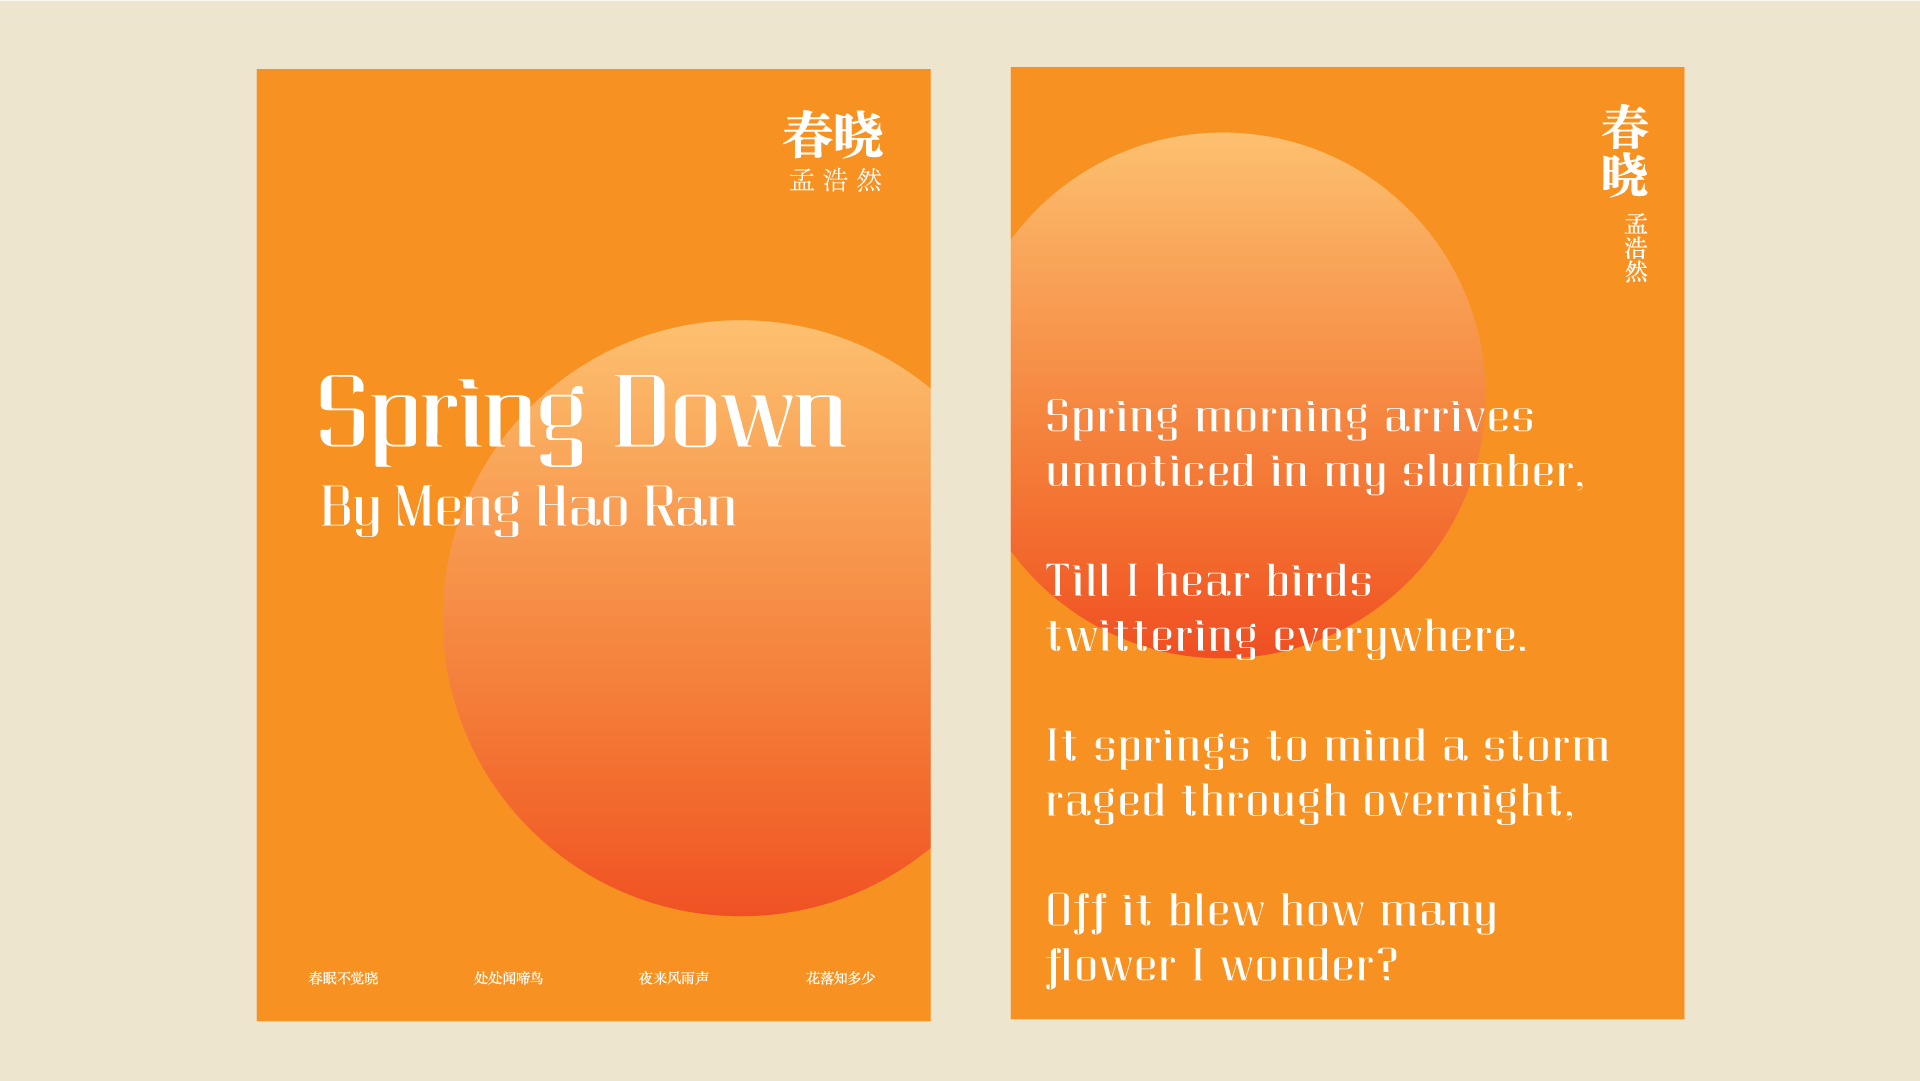 春晓
孟浩然
Spring Down
By Meng Hao Ran
春眠不觉晓
处处闻啼鸟
夜来风雨声
花落知多少
春晓
孟浩然
Spring morning arrives
unnoticed in my slumber,
Till I hear birds
twittering everywhere.
It springs to mind a storm
raged through overnight,
Off it blew how many
flower I wonder?